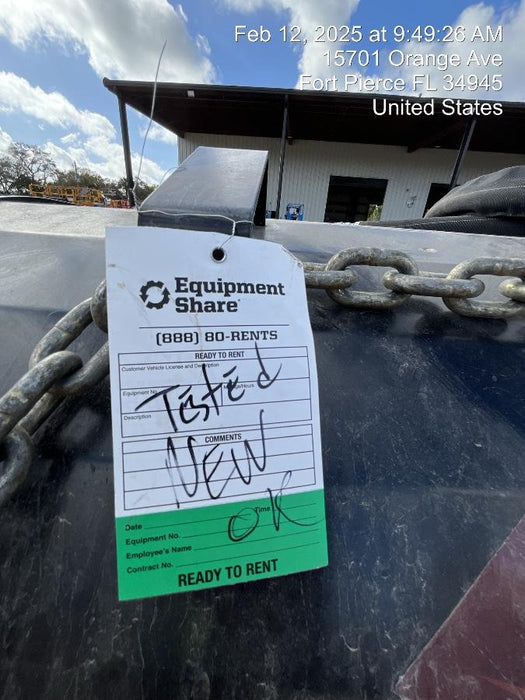 Feb 12, 2025 at 9:49:26 AM
15701 Orange Ave
Fort Pierce FL 34945
United States
Equipment
Share
(888) 80-RENTS
READY TO RENT
Customer Vehicle License and Description
Equipment No.
Tested
Description
COMMENTS
NEW
Date
Time
OK
Equipment No.
Employee's Name
Contract No.
READY TO RENT